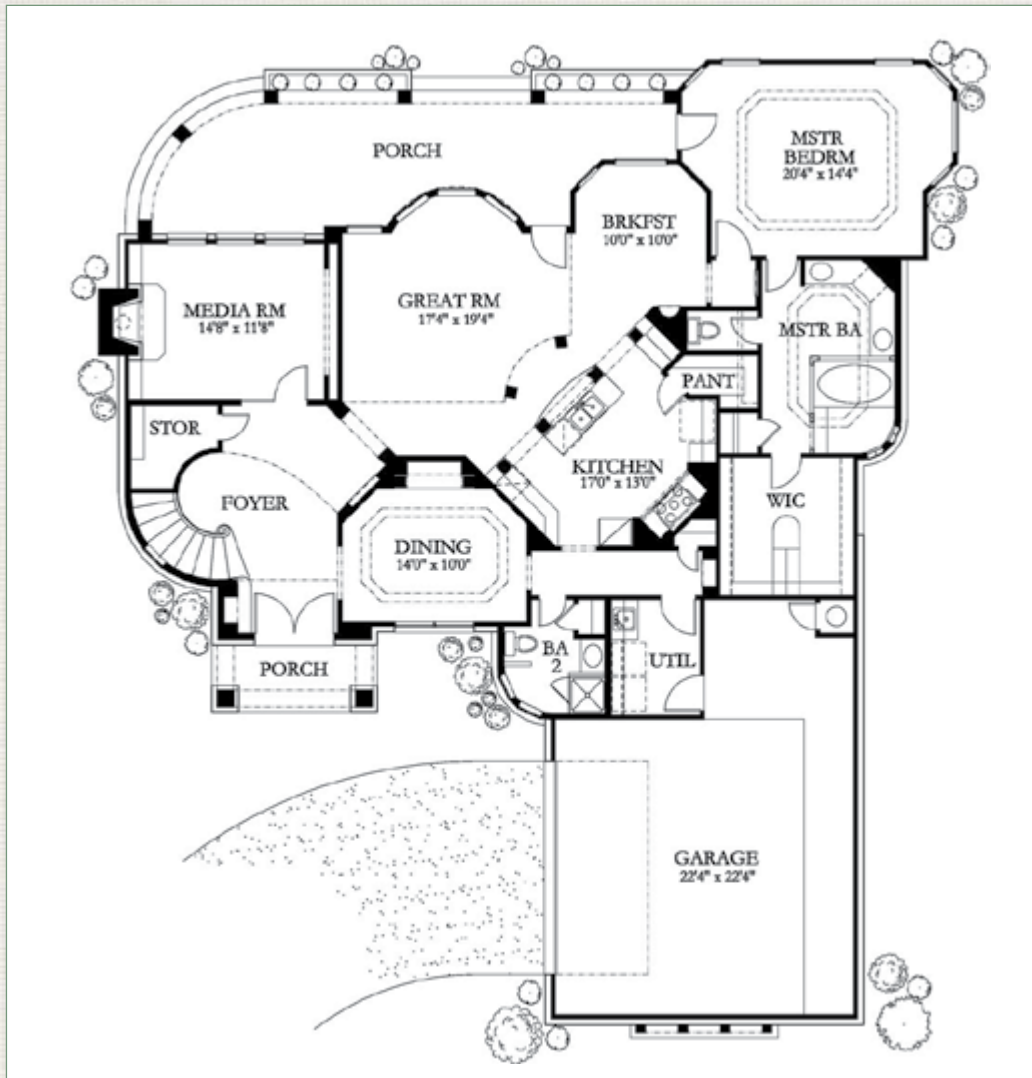 PORCH
MSTR
BEDRM
20'4" x 14'4"
BRKFST
10'0" x 10'0"
MEDIA RM
14'8" x 11'8"
GREAT RM
17'4" x 19'4"
MSTR BA
PANT
STOR
KITCHEN
17'0" x 13'0"
FOYER
WIC
DINING
14'0" x 10'0"
BA
2
UTIL
PORCH
GARAGE
22'4" x 22'4"